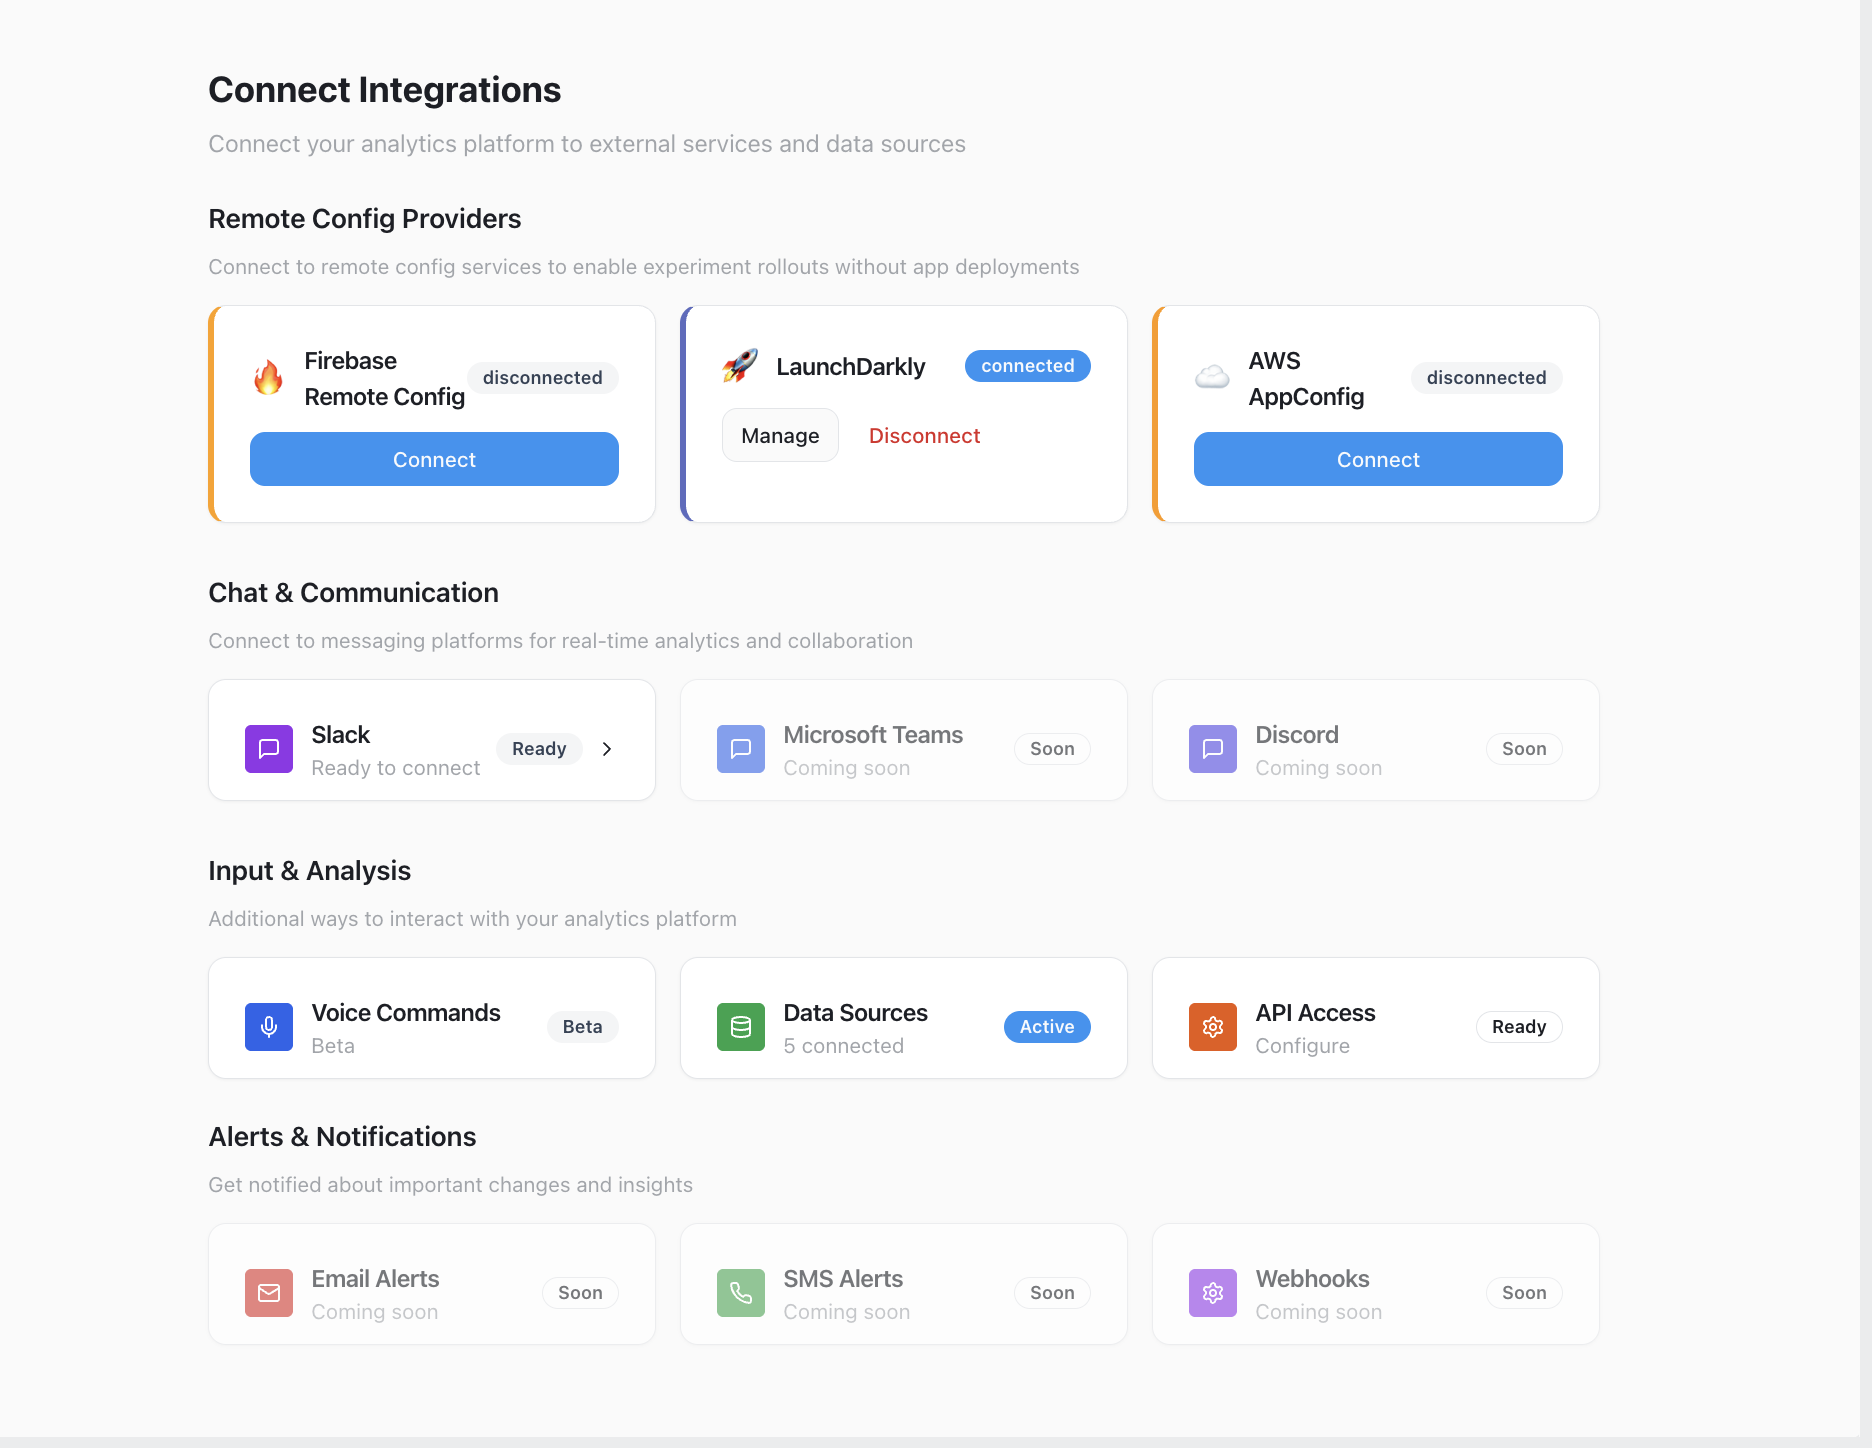 Connect Integrations
Connect your analytics platform to external services and data sources
Remote Config Providers
Connect to remote config services to enable experiment rollouts without app deployments
Firebase
Remote Config
disconnected
Connect
LaunchDarkly
connected
Manage
Disconnect
AWS
AppConfig
disconnected
Connect
Chat & Communication
Connect to messaging platforms for real-time analytics and collaboration
Slack
Ready to connect
Ready
Microsoft Teams
Coming soon
Soon
Discord
Coming soon
Soon
Input & Analysis
Additional ways to interact with your analytics platform
Voice Commands
Beta
Beta
Data Sources
5 connected
Active
API Access
Configure
Ready
Alerts & Notifications
Get notified about important changes and insights
Email Alerts
Coming soon
Soon
SMS Alerts
Coming soon
Soon
Webhooks
Coming soon
Soon